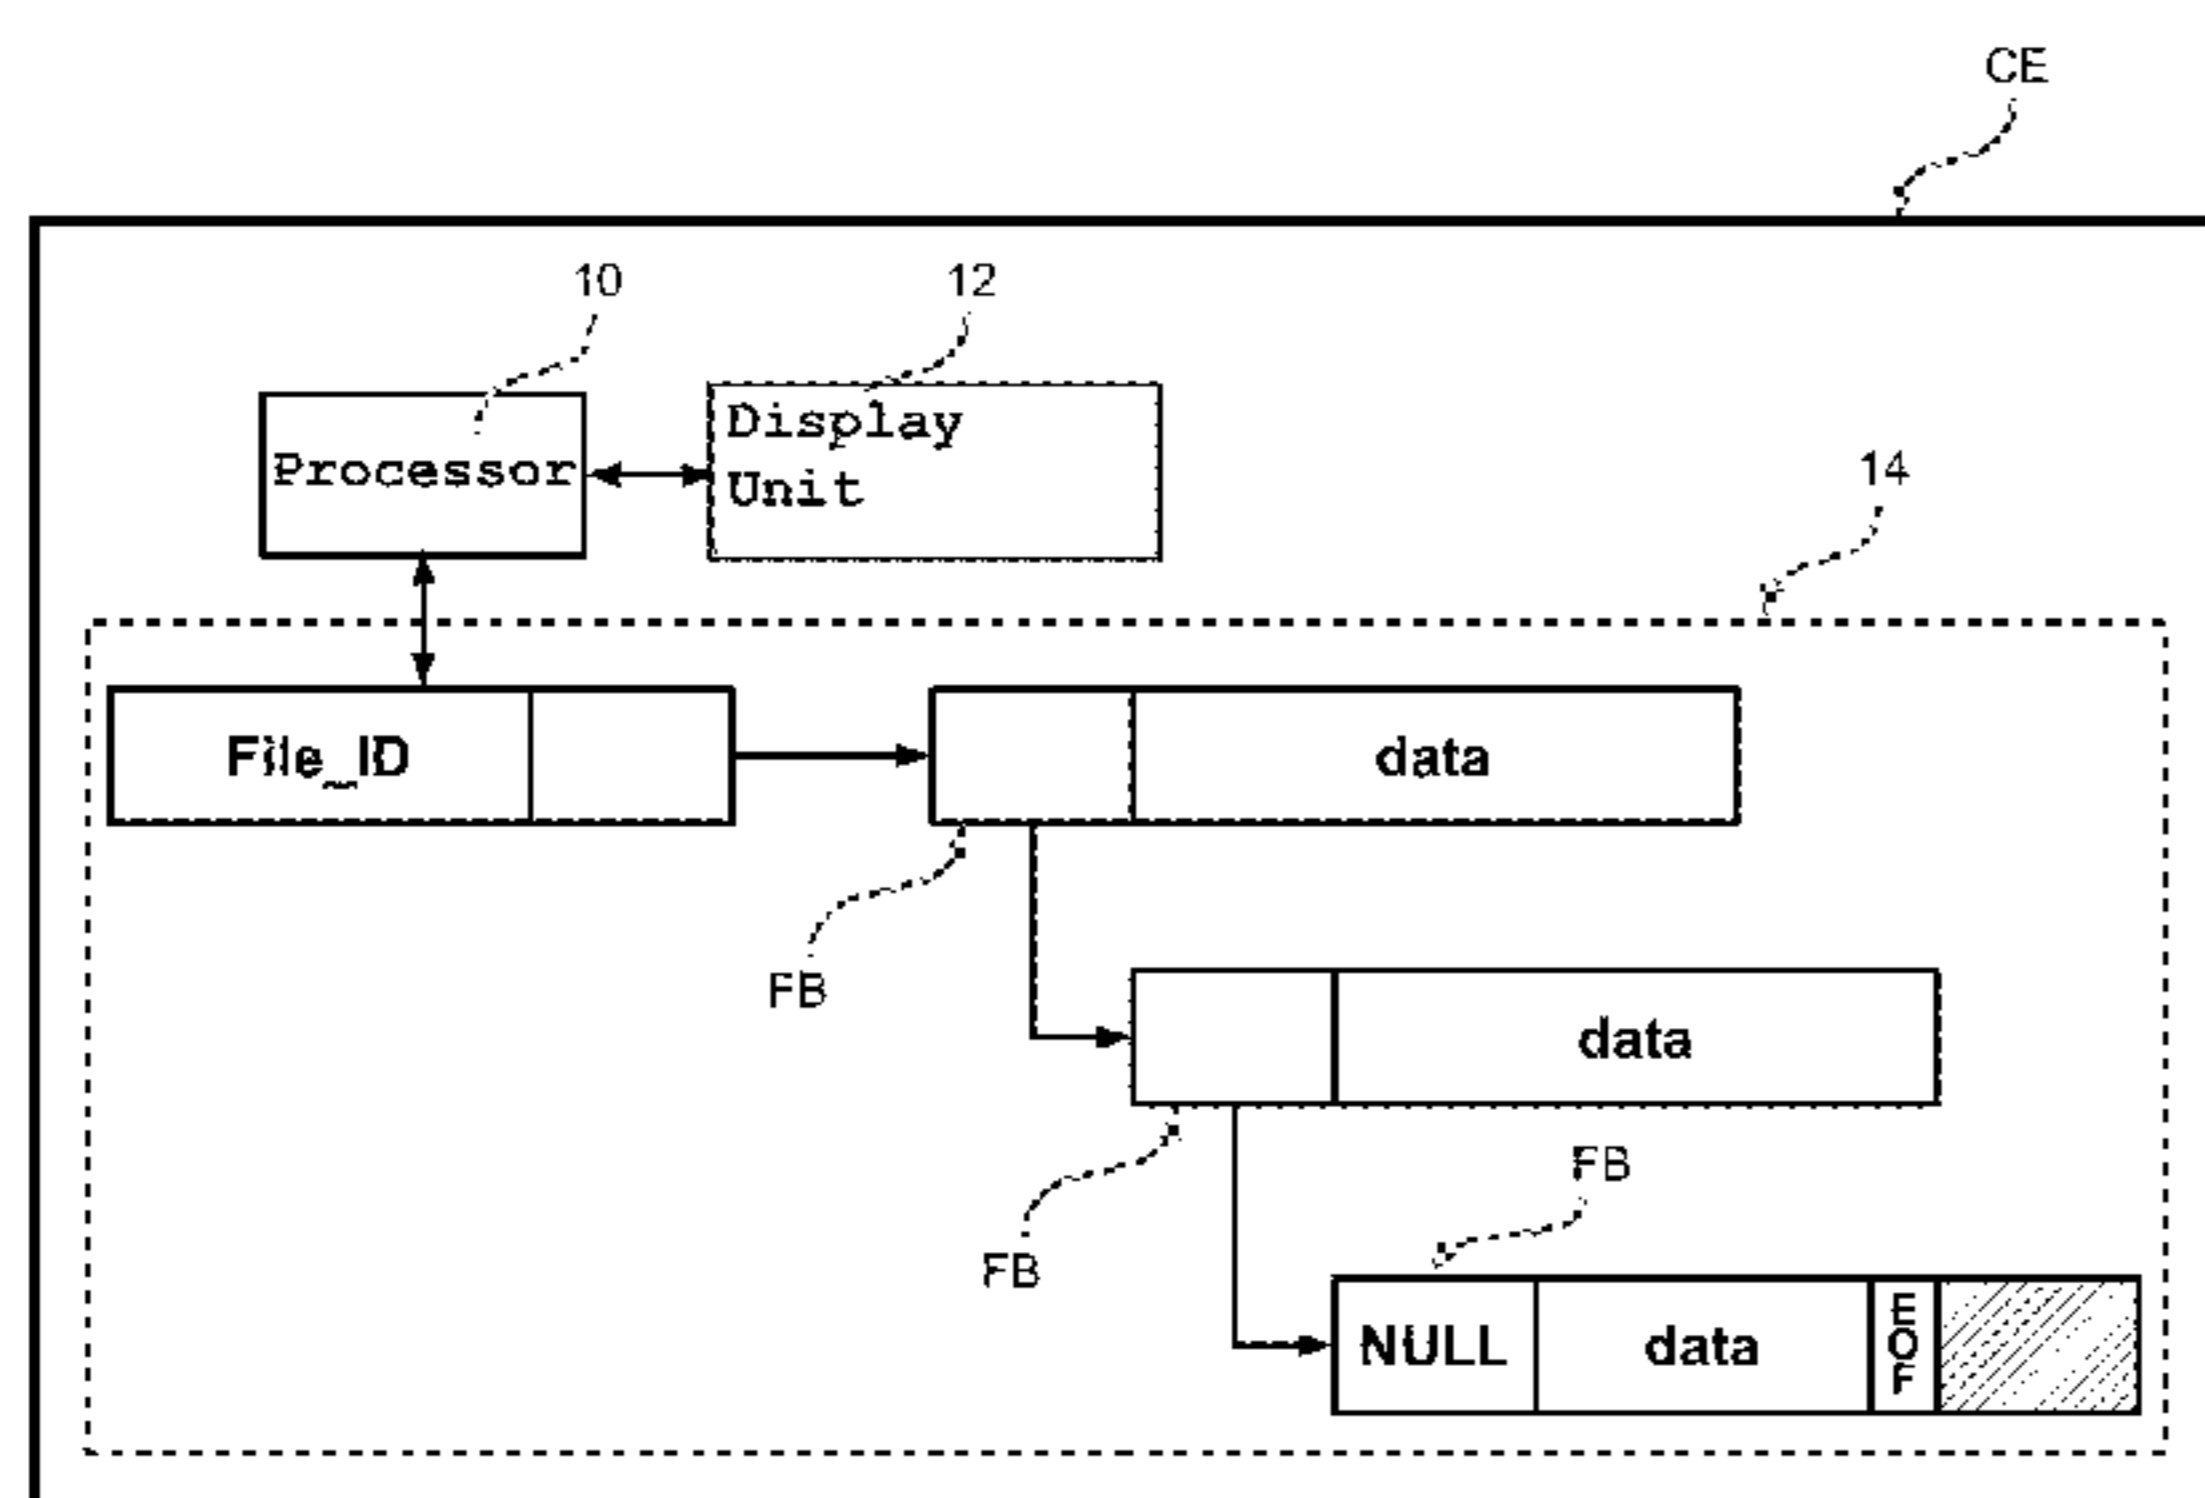 CE
10
12
Processor
Display
Unit
14
File_ID
data
FB
data
FB
FB
NULL
data
EOF